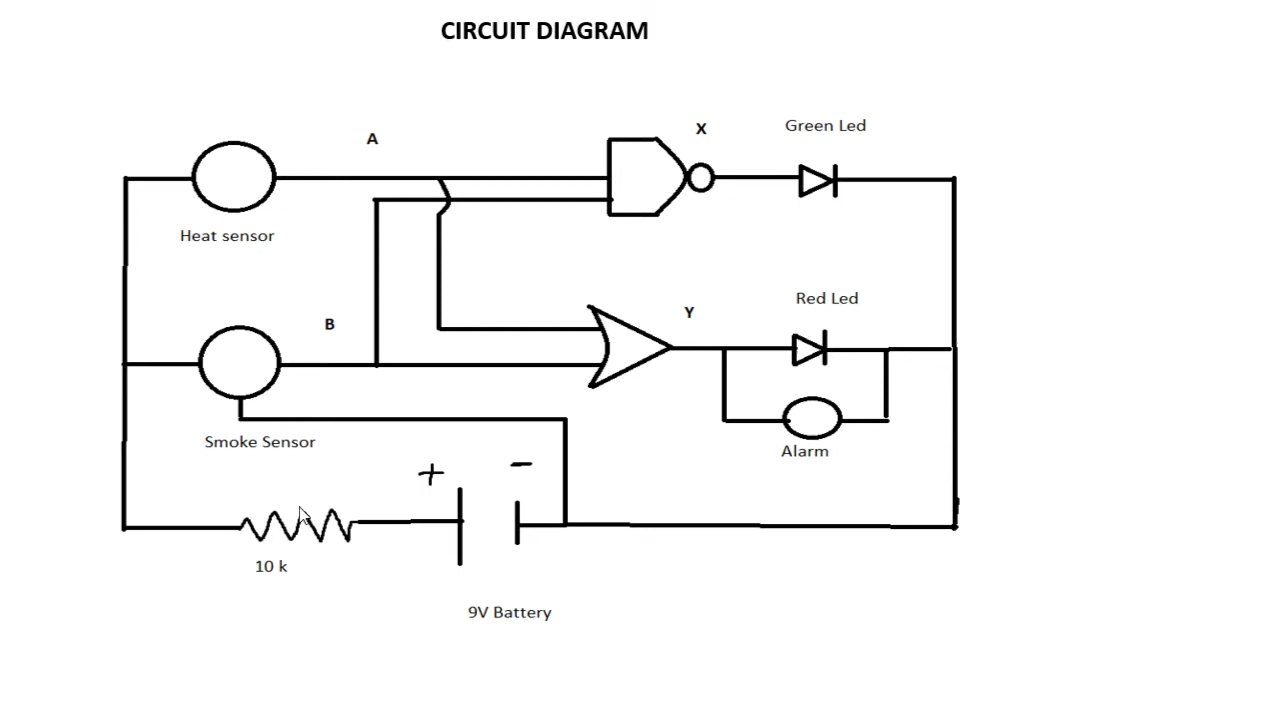 CIRCUIT DIAGRAM
A
X
Green Led
Heat sensor
B
Y
Red Led
Smoke Sensor
Alarm
+
-
10 k
9V Battery